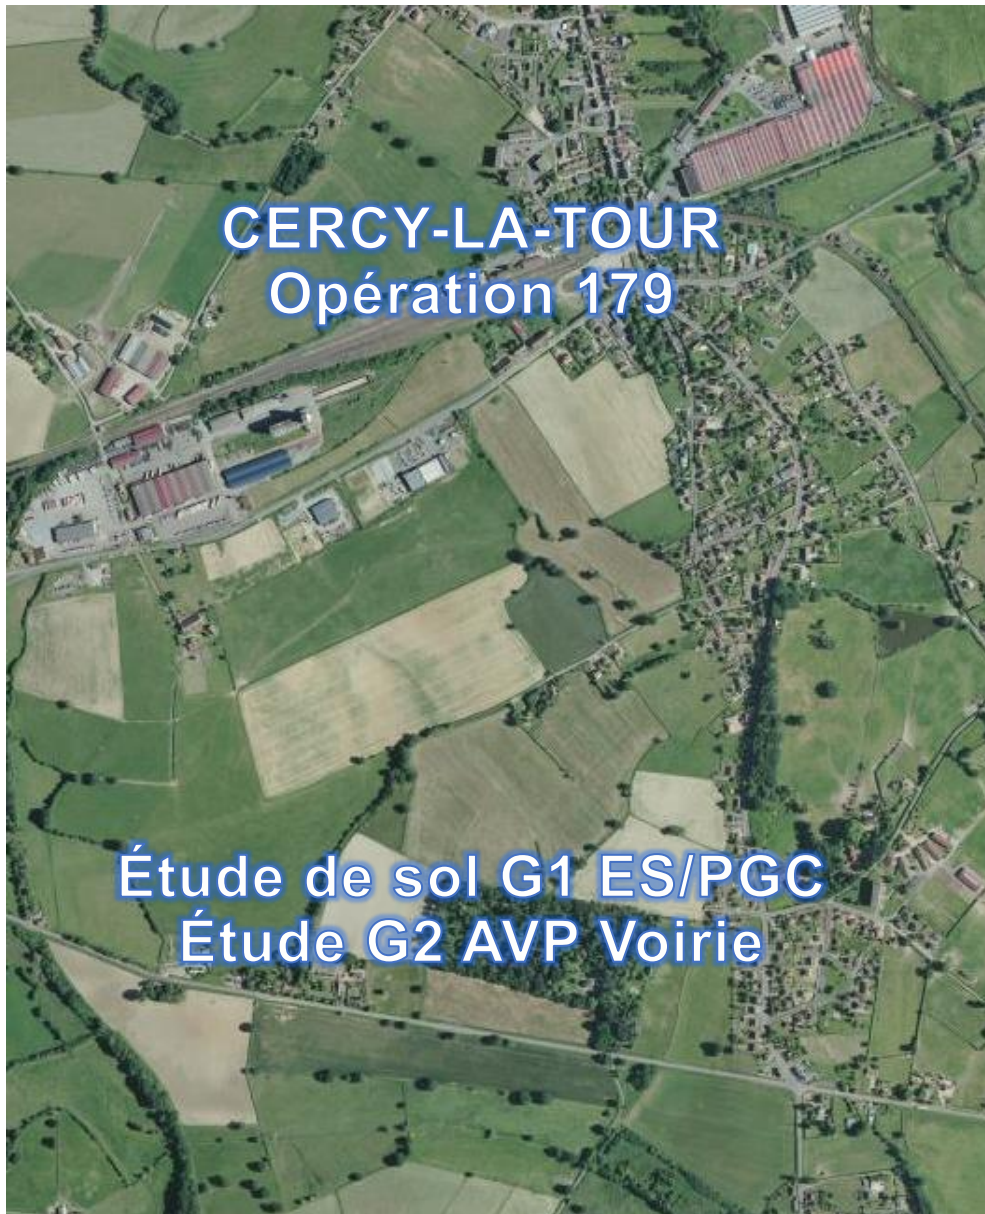 CERCY-LA-TOUR
Opération 179
Étude de sol G1 ES/PGC
Étude G2 AVP Voirie